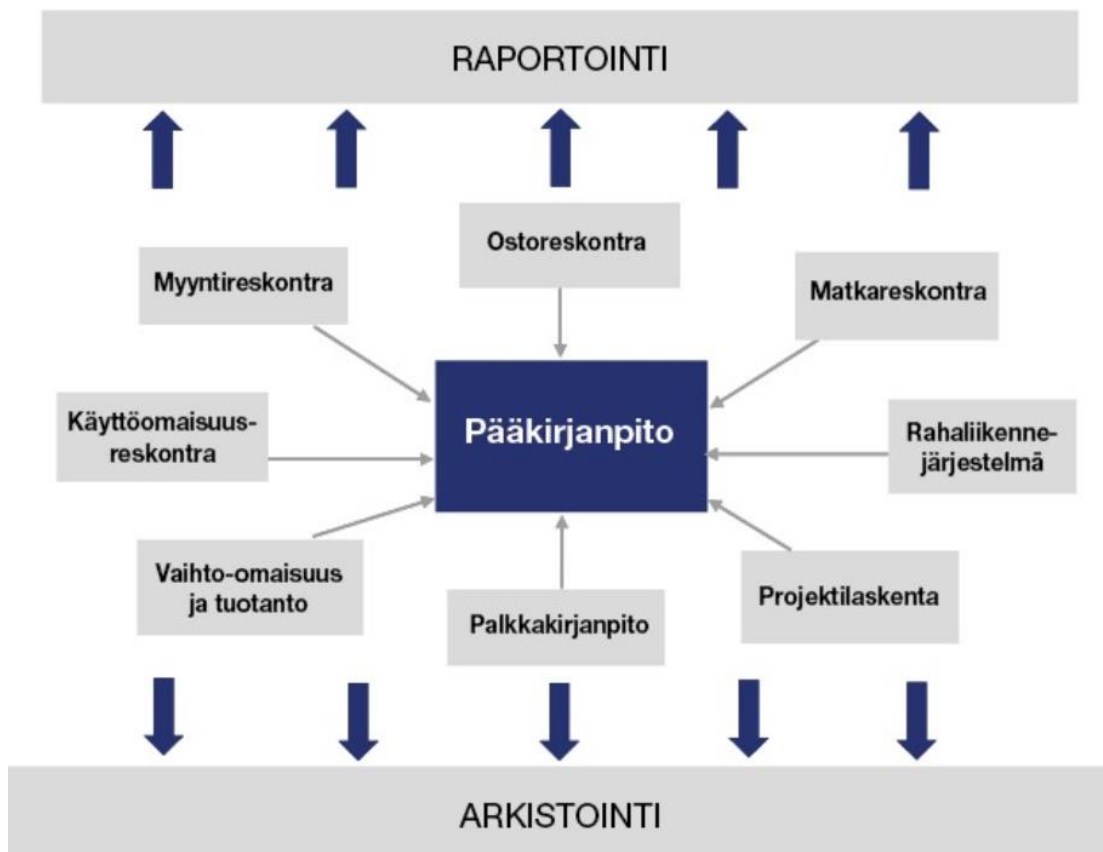 RAPORTOINTI
Ostoreskontra
Myyntireskontra
Matkareskontra
Käyttöomaisuus-
reskontra
Pääkirjanpito
Rahaliikenne-
järjestelmä
Vaihto-omaisuus
ja tuotanto
Palkkakirjanpito
Projektilaskenta
ARKISTOINTI